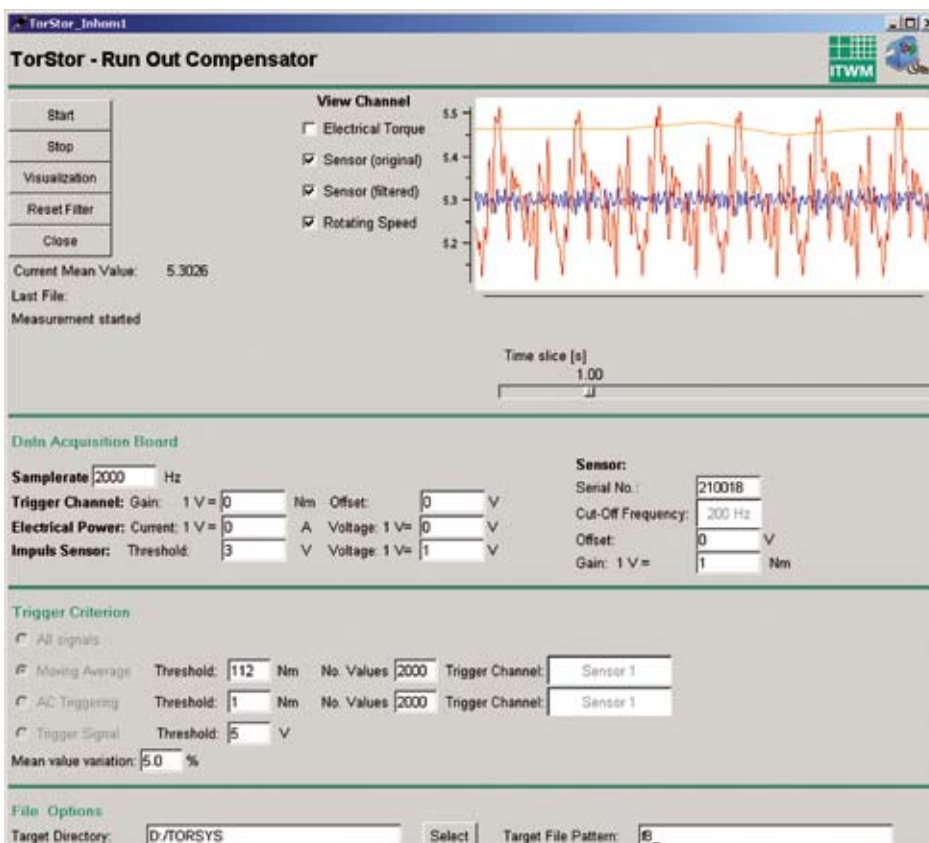 TorStor_Inhom1
TorStor - Run Out Compensator
ITWM
Start
Stop
Visualization
Reset Filter
Close
Current Mean Value: 5.3026
Last File:
Measurement started
View Channel
Electrical Torque
Sensor (original)
Sensor (filtered)
Rotating Speed
5.5
5.4
5.3
5.2
Time slice [s]
1.00
Data Acquisition Board
Samplerate 2000 Hz
Trigger Channel: Gain: 1 V = 0 Nm Offset: 0 V
Electrical Power: Current: 1 V = 0 A Voltage: 1 V= 0 V
Impuls Sensor: Threshold: 3 V Voltage: 1 V= 1 V
Sensor:
Serial No.: 210018
Cut-Off Frequency: 200 Hz
Offset: 0 V
Gain: 1 V = 1 Nm
Trigger Criterion
All signals
Moving Average Threshold: 112 Nm No. Values 2000 Trigger Channel: Sensor 1
AC Triggering Threshold: 1 Nm No. Values 2000 Trigger Channel: Sensor 1
Trigger Signal Threshold: 5 V
Mean value variation: 5.0 %
File Options
Target Directory: D:/TORSYS Select Target File Pattern: